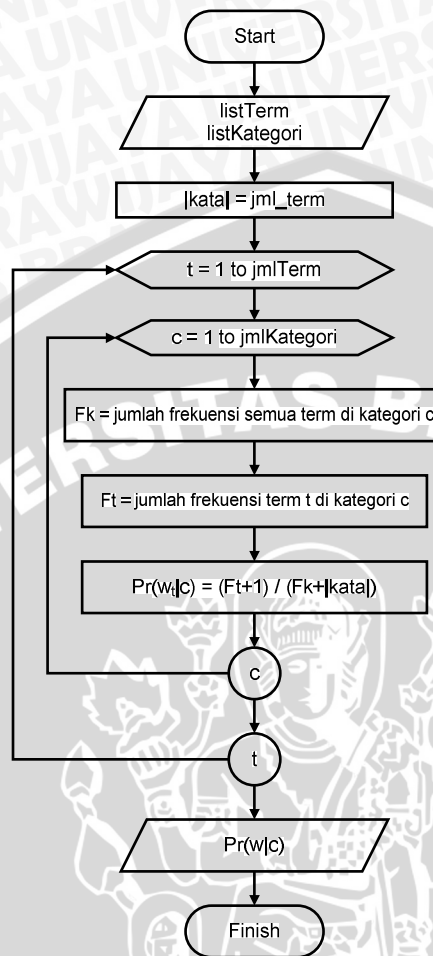 Start
listTerm
listKategori
|kata| = jml_term
t = 1 to jmlTerm
c = 1 to jmlKategori
Fk = jumlah frekuensi semua term di kategori c
Ft = jumlah frekuensi term t di kategori c
Pr(wₜ|c) = (Ft+1) / (Fk+|kata|)
c
t
Pr(w|c)
Finish